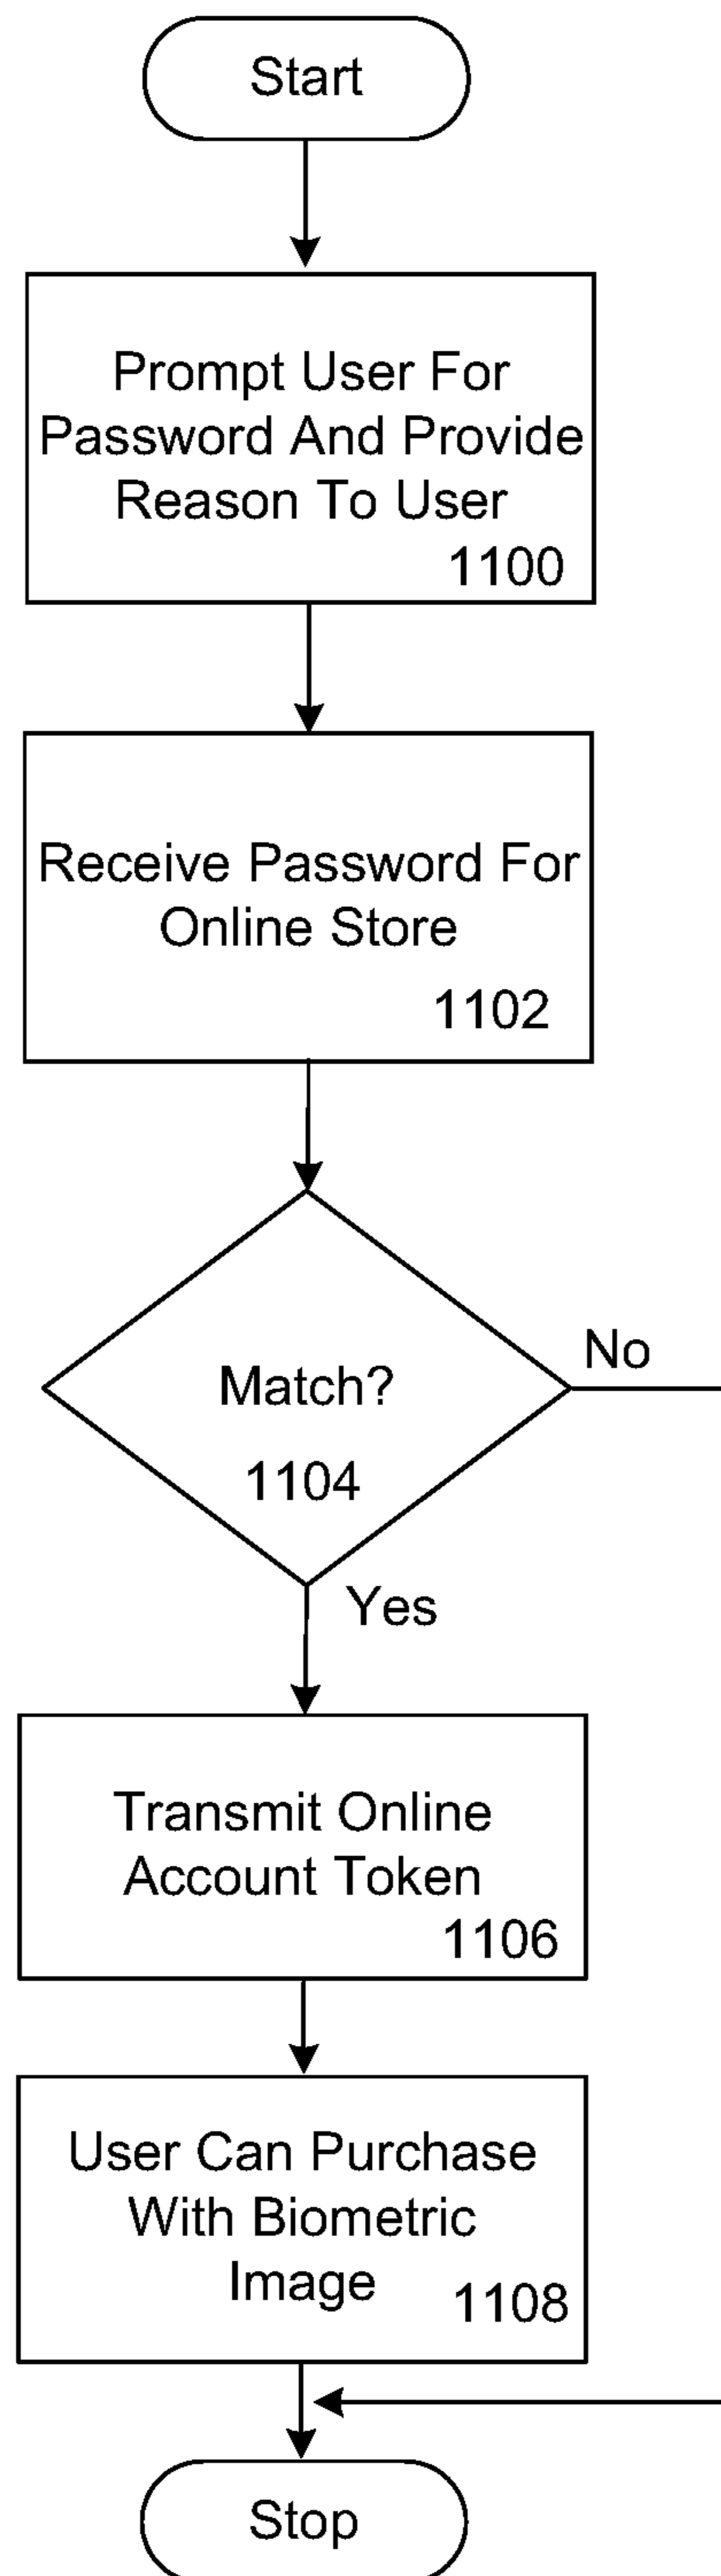 Start
Prompt User For
Password And Provide
Reason To User
1100
Receive Password For
Online Store
1102
Match?
1104
No
Yes
Transmit Online
Account Token
1106
User Can Purchase
With Biometric
Image
1108
Stop